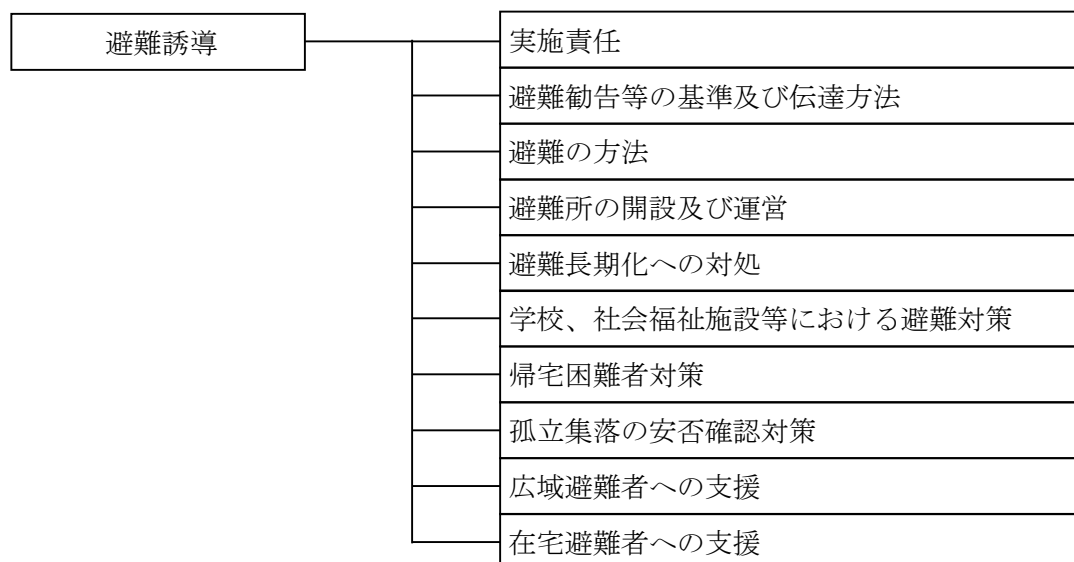 避難誘導
実施責任
避難勧告等の基準及び伝達方法
避難の方法
避難所の開設及び運営
避難長期化への対処
学校、社会福祉施設等における避難対策
帰宅困難者対策
孤立集落の安否確認対策
広域避難者への支援
在宅避難者への支援